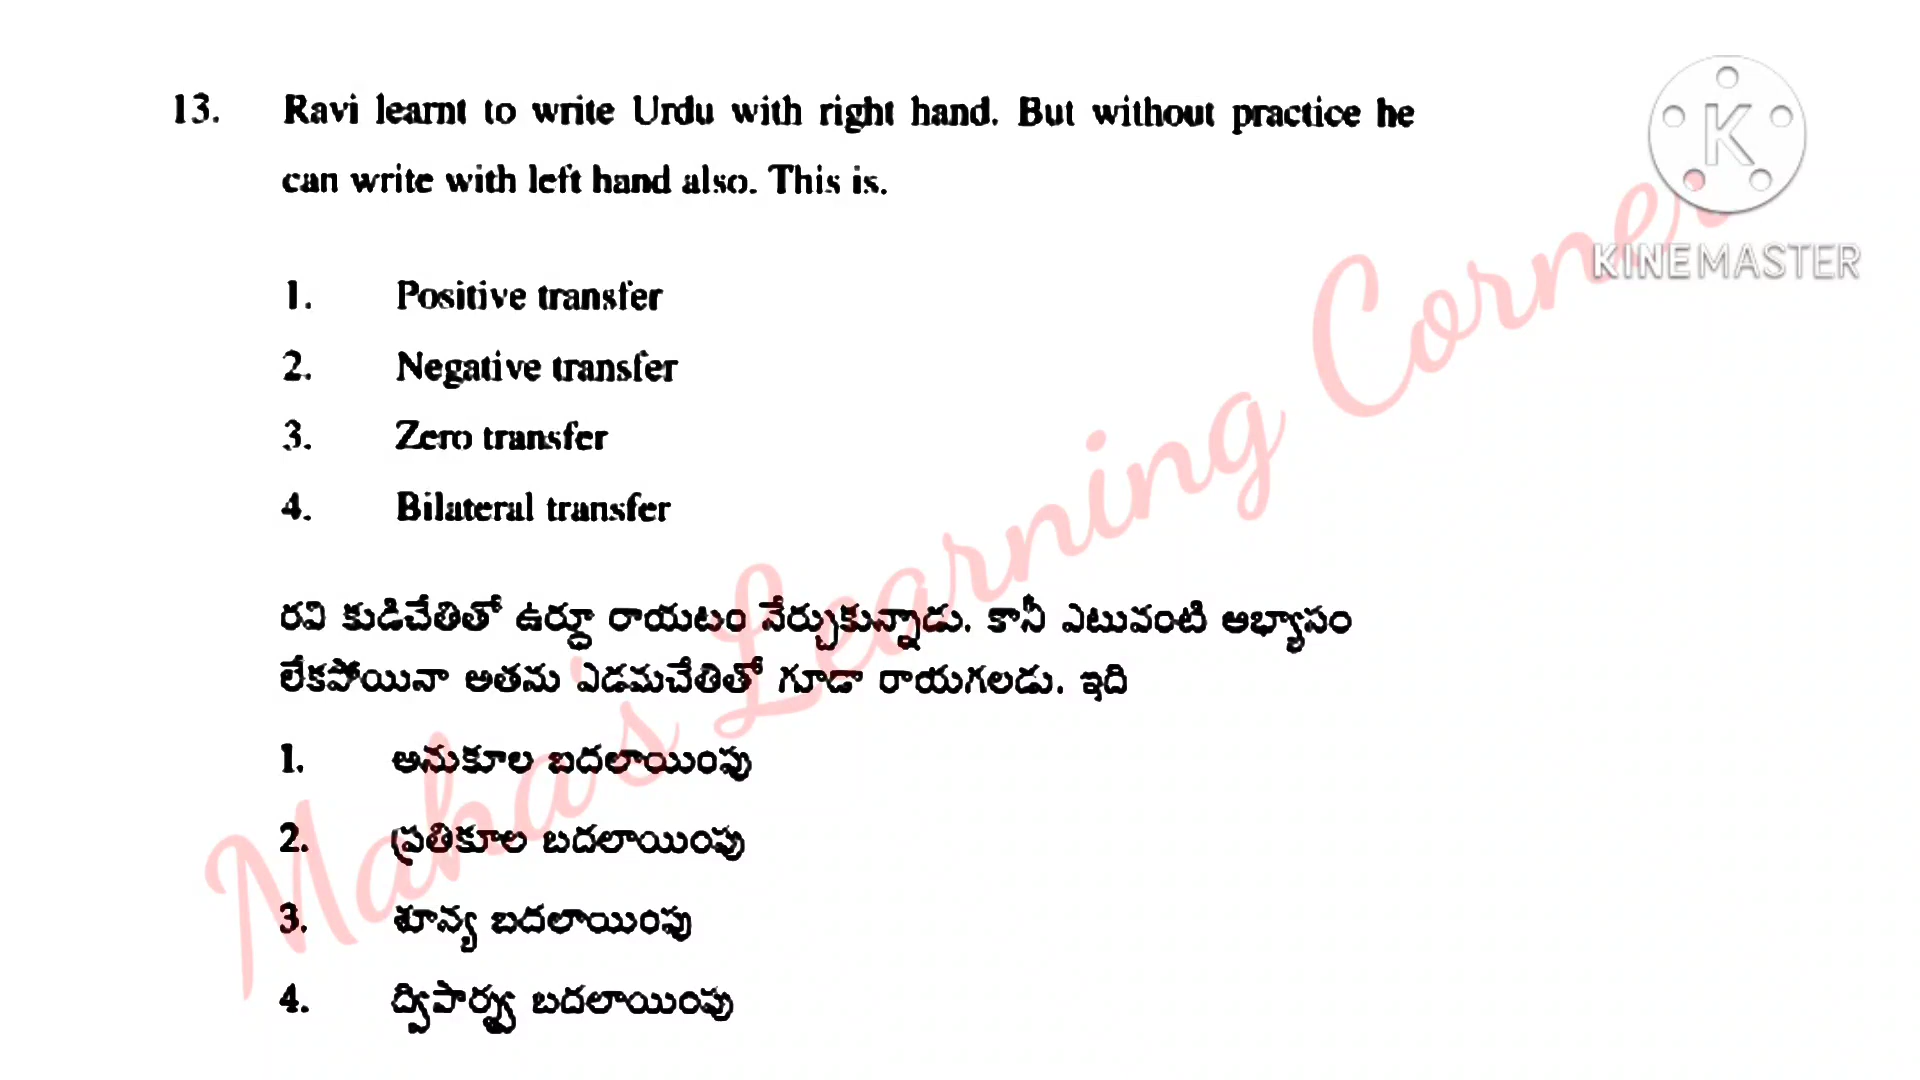 13. Ravi learnt to write Urdu with right hand. But without practice he
can write with left hand also. This is.
1. Positive transfer
2. Negative transfer
3. Zero transfer
4. Bilateral transfer
రవి కుడిచేతితో ఉర్దూ రాయటం నేర్చుకున్నాడు. కానీ ఎటువంటి అభ్యాసం
లేకపోయినా అతను ఎడమచేతితో గూడా రాయగలడు. ఇది
1. అనుకూల బదలాయింపు
2. ప్రతికూల బదలాయింపు
3. శూన్య బదలాయింపు
4. ద్విపార్శ్వ బదలాయింపు
Maha's Learning Corner
K
KINEMASTER